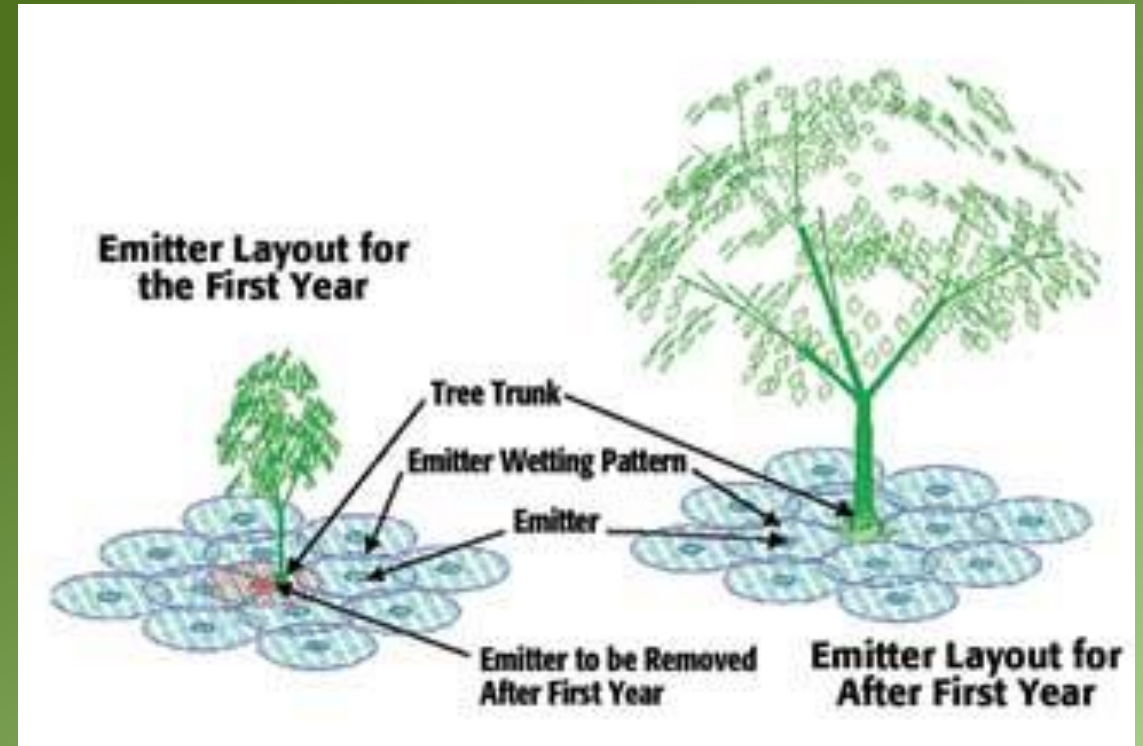 Emitter Layout for
the First Year
Tree Trunk
Emitter Wetting Pattern
Emitter
Emitter to be Removed
After First Year
Emitter Layout for
After First Year